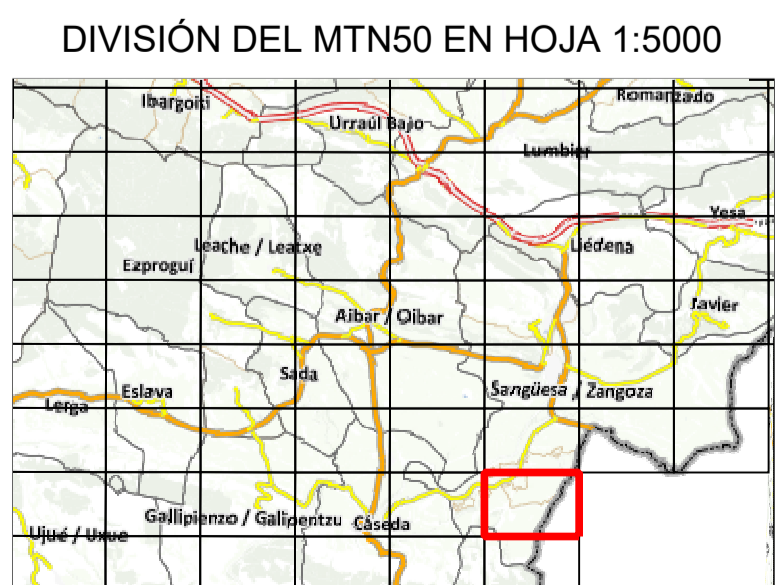 DIVISIÓN DEL MTN50 EN HOJA 1:5000
Ibargoiti
Romanzado
Urraúl Bajo
Lumbier
Yesa
Leache / Leatxe
Liédena
Ezproguí
Javier
Aibar / Oibar
Sada
Eslava
Sangüesa / Zangoza
Lerga
Gallipienzo / Galipentzu
Cáseda
Ujué / Uxue